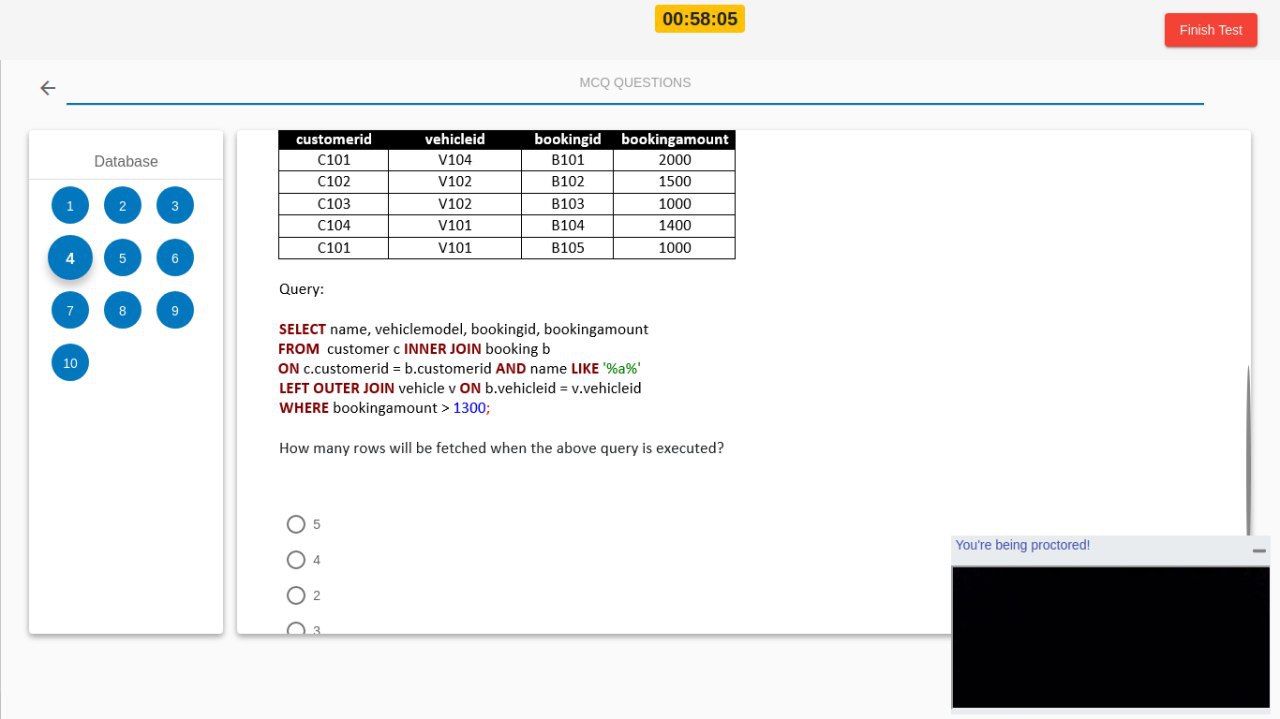 00:58:05
Finish Test
MCQ QUESTIONS
Database
1 2 3
4 5 6
7 8 9
10
customerid vehicleid bookingid bookingamount
C101 V104 B101 2000
C102 V102 B102 1500
C103 V102 B103 1000
C104 V101 B104 1400
C101 V101 B105 1000
Query:
SELECT name, vehiclemodel, bookingid, bookingamount
FROM customer c INNER JOIN booking b
ON c.customerid = b.customerid AND name LIKE '%a%'
LEFT OUTER JOIN vehicle v ON b.vehicleid = v.vehicleid
WHERE bookingamount > 1300;
How many rows will be fetched when the above query is executed?
5
4
2
3
You're being proctored!